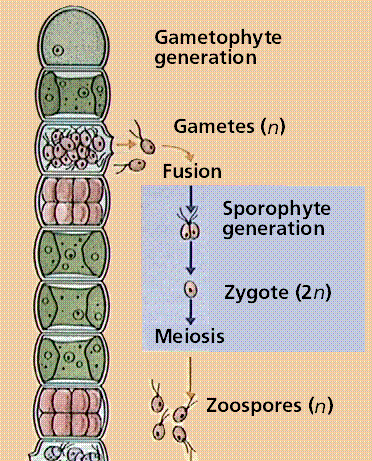 Gametophyte
generation
Gametes (n)
Fusion
Sporophyte
generation
Zygote (2n)
Meiosis
Zoospores (n)